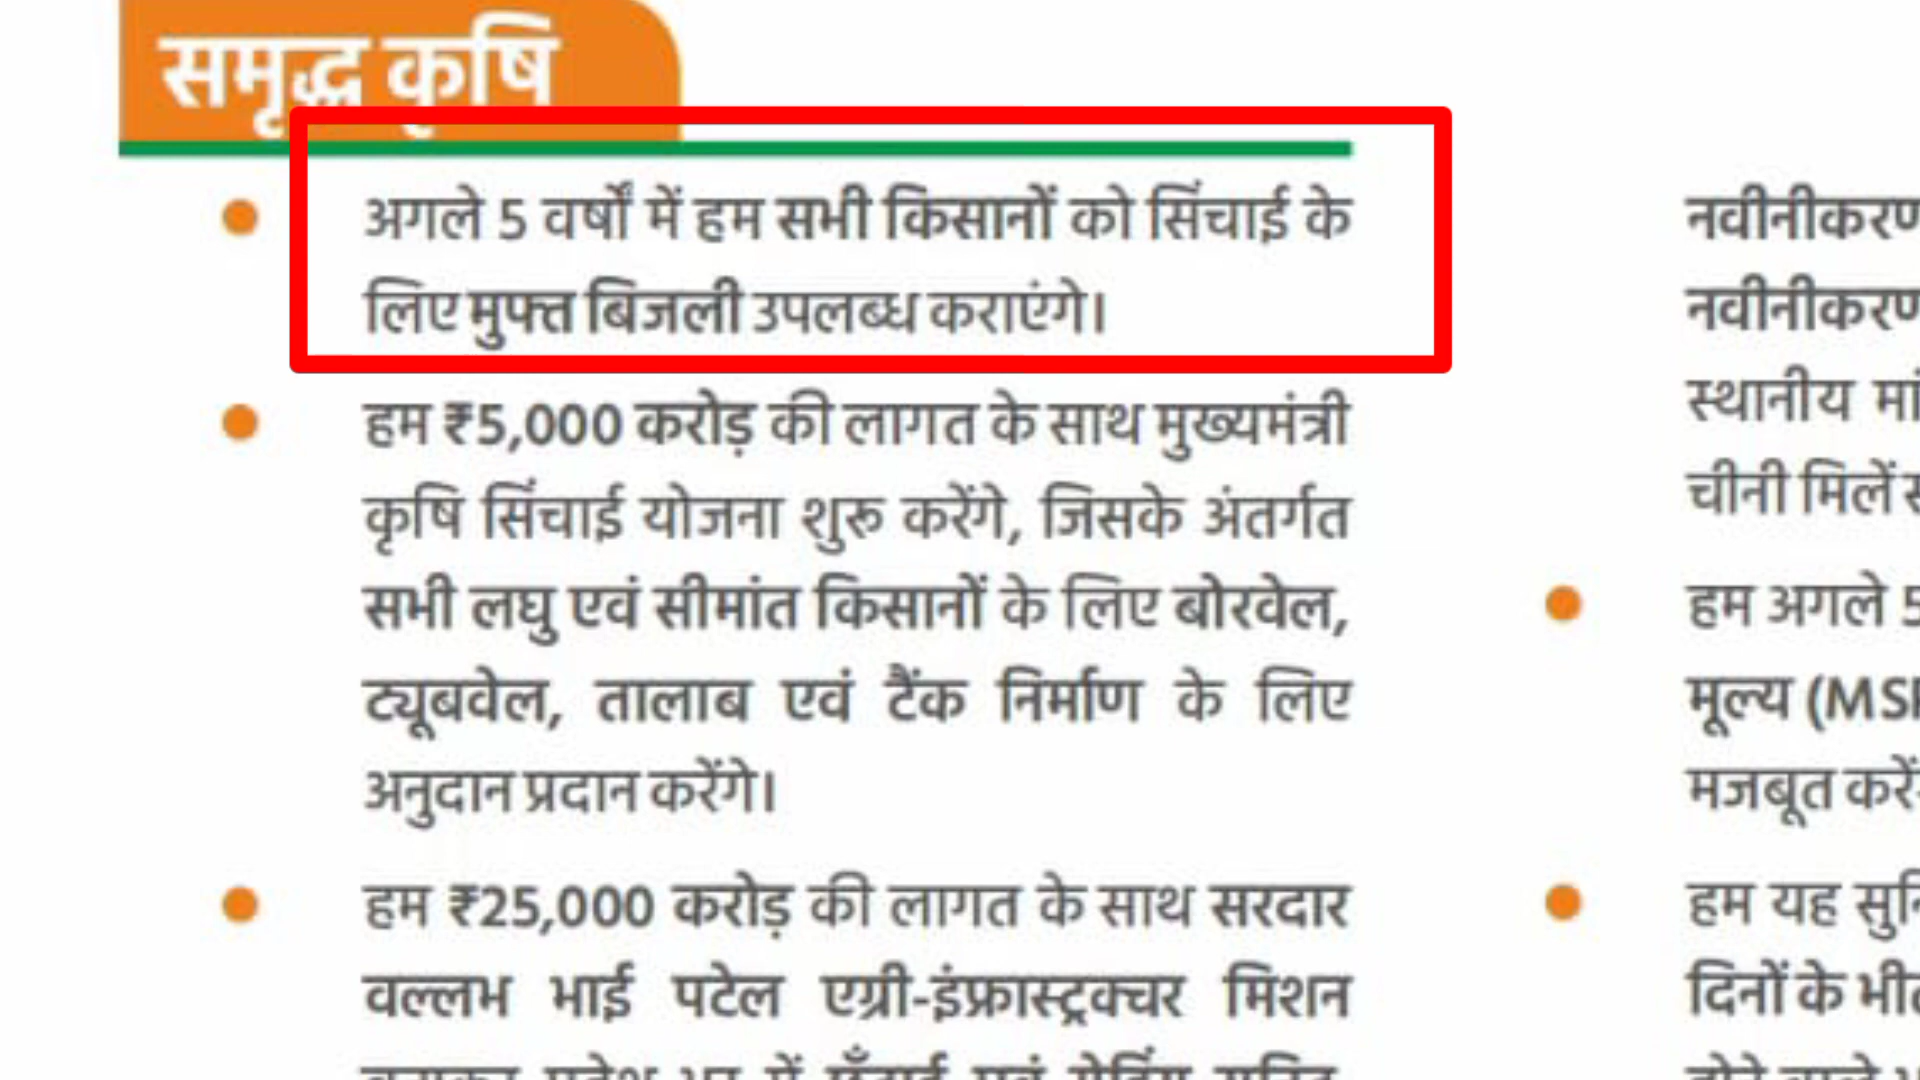 समृद्ध कृषि
अगले 5 वर्षों में हम सभी किसानों को सिंचाई के
लिए मुफ्त बिजली उपलब्ध कराएंगे।
हम ₹5,000 करोड़ की लागत के साथ मुख्यमंत्री
कृषि सिंचाई योजना शुरू करेंगे, जिसके अंतर्गत
सभी लघु एवं सीमांत किसानों के लिए बोरवेल,
ट्यूबवेल, तालाब एवं टैंक निर्माण के लिए
अनुदान प्रदान करेंगे।
हम ₹25,000 करोड़ की लागत के साथ सरदार
वल्लभ भाई पटेल एग्री-इंफ्रास्ट्रक्चर मिशन
नवीनीकरण
नवीनीकरण
स्थानीय
चीनी मिलें
हम अगले 5
मूल्य (MSP
मजबूत
हम यह
दिनों के